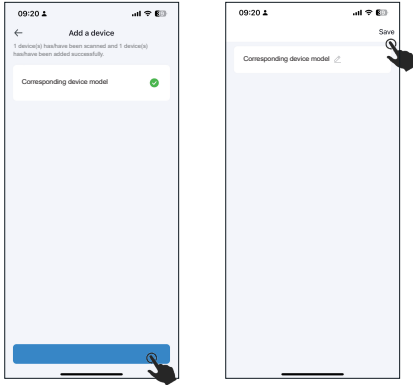 09:20
Add a device
1 device(s) has/have been scanned and 1 device(s)
has/have been added successfully.
Corresponding device model
09:20
Save
Corresponding device model